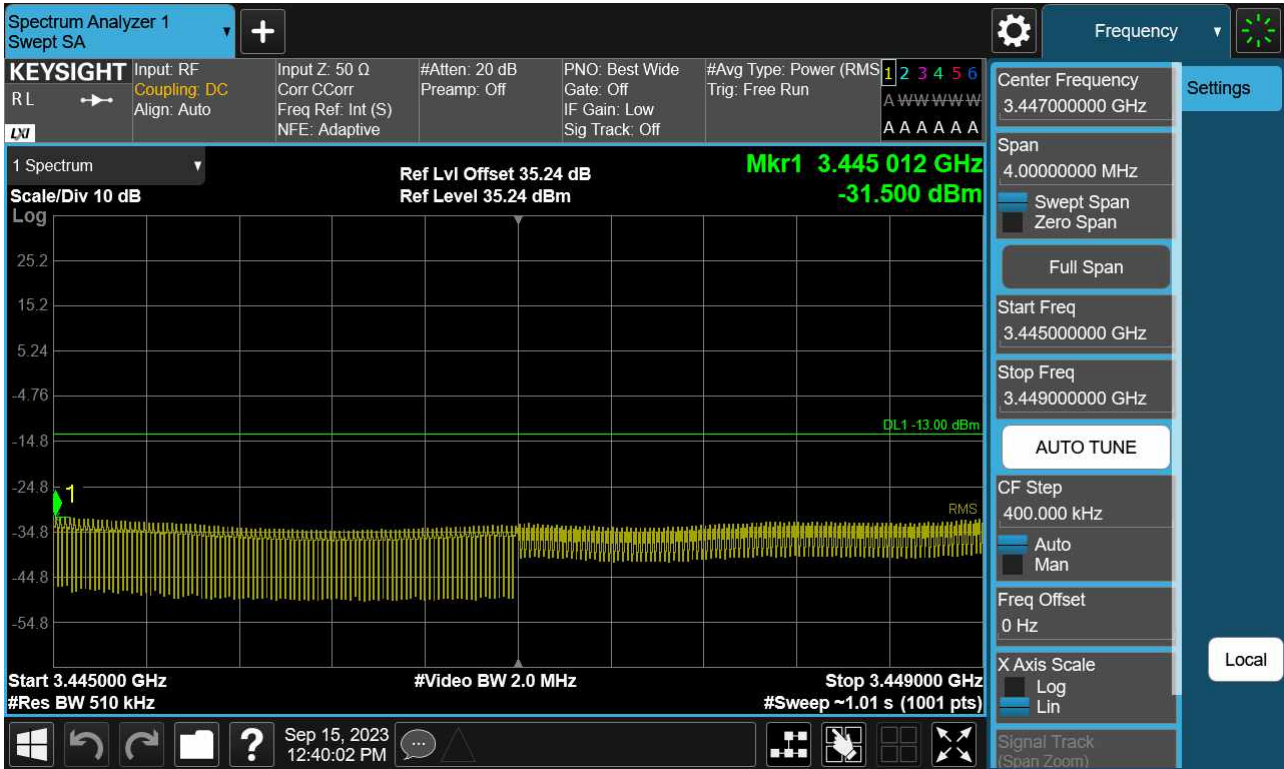 Spectrum Analyzer 1
Swept SA
Frequency
KEYSIGHT
R L
LXI
Input: RF
Coupling: DC
Align: Auto
Input Z: 50 Ω
Corr CCorr
Freq Ref: Int (S)
NFE: Adaptive
#Atten: 20 dB
Preamp: Off
PNO: Best Wide
Gate: Off
IF Gain: Low
Sig Track: Off
#Avg Type: Power (RMS
Trig: Free Run
1 2 3 4 5 6
A W W W W W
A A A A A A
1 Spectrum
Scale/Div 10 dB
Ref Lvl Offset 35.24 dB
Ref Level 35.24 dBm
Mkr1 3.445 012 GHz
-31.500 dBm
Log
25.2
15.2
5.24
-4.76
-14.8
-24.8
-34.8
-44.8
-54.8
DL1 -13.00 dBm
1
RMS
Start 3.445000 GHz
#Video BW 2.0 MHz
Stop 3.449000 GHz
#Res BW 510 kHz
#Sweep ~1.01 s (1001 pts)
Center Frequency
3.447000000 GHz
Settings
Span
4.00000000 MHz
Swept Span
Zero Span
Full Span
Start Freq
3.445000000 GHz
Stop Freq
3.449000000 GHz
AUTO TUNE
CF Step
400.000 kHz
Auto
Man
Freq Offset
0 Hz
X Axis Scale
Log
Lin
Local
Signal Track
(Span Zoom)
?
Sep 15, 2023
12:40:02 PM